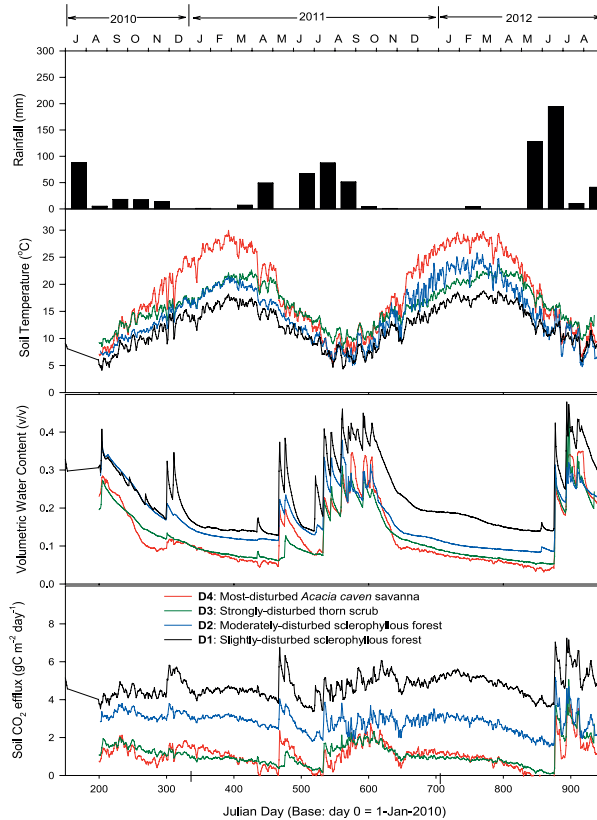 2010 2011 2012
J A S O N D J F M A M J J A S O N D J F M A M J J A
300
250
200
150
100
50
0
Rainfall (mm)
30
25
20
15
10
5
0
Soil Temperature (°C)
0.4
0.3
0.2
0.1
0.0
Volumetric Water Content (v/v)
D4: Most-disturbed Acacia caven savanna
D3: Strongly-disturbed thorn scrub
D2: Moderately-disturbed sclerophyllous forest
D1: Slightly-disturbed sclerophyllous forest
8
6
4
2
0
Soil CO2 efflux (gC m-2 day-1)
200 300 400 500 600 700 800 900
Julian Day (Base: day 0 = 1-Jan-2010)